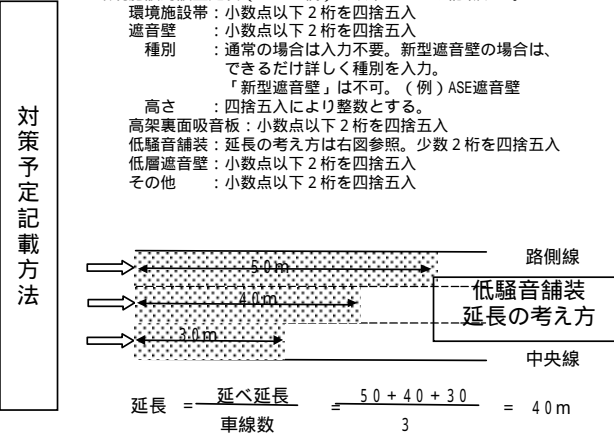 環境施設帯：小数点以下２桁を四捨五入
遮音壁　　：小数点以下２桁を四捨五入
種別　　：通常の場合は入力不要。新型遮音壁の場合は、
できるだけ詳しく種別を入力。
「新型遮音壁」は不可。（例）ASE遮音壁
高さ　　：四捨五入により整数とする。
高架裏面吸音板：小数点以下２桁を四捨五入
低騒音舗装：延長の考え方は右図参照。少数２桁を四捨五入
低層遮音壁：小数点以下２桁を四捨五入
その他　　：小数点以下２桁を四捨五入
対策予定記載方法
路側線
５０ｍ
低騒音舗装
４０ｍ
延長の考え方
３０ｍ
中央線
延長 ＝ 延べ延長 ＝ ５０＋４０＋３０ ＝ ４０ｍ
車線数 ３